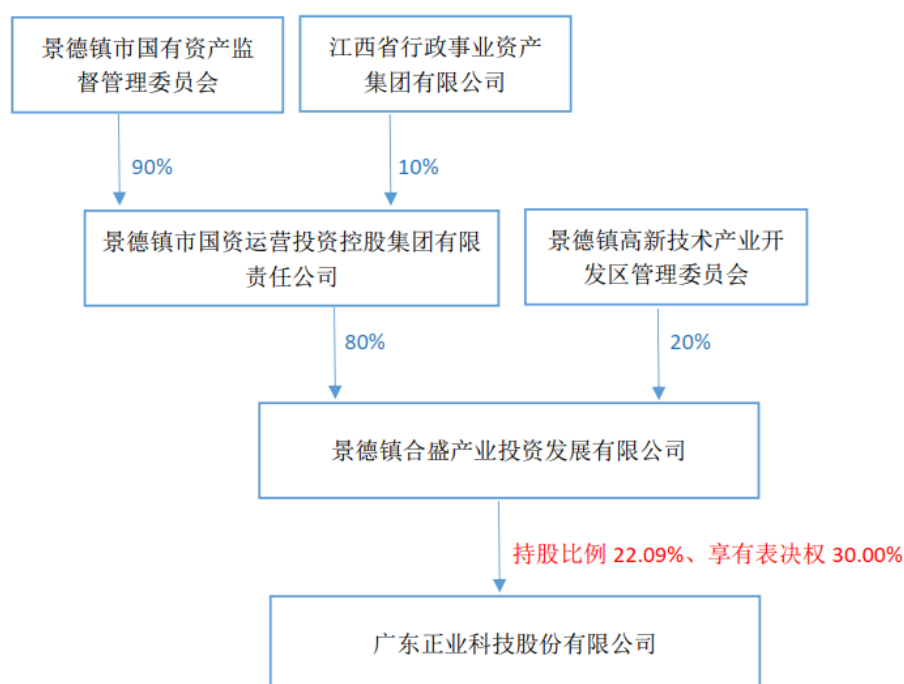 景德镇市国有资产监
督管理委员会
江西省行政事业资产
集团有限公司
90%
10%
景德镇市国资运营投资控股集团有限
责任公司
景德镇高新技术产业开
发区管理委员会
80%
20%
景德镇合盛产业投资发展有限公司
持股比例 22.09%、享有表决权 30.00%
广东正业科技股份有限公司